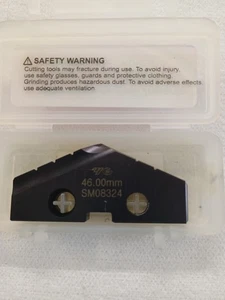 ⚠ SAFETY WARNING
Cutting tools may fracture during use. To avoid injury,
use safety glasses, guards and protective clothing.
Grinding produces hazardous dust. To avoid adverse effects
use adequate ventilation
46.00mm
SM08324